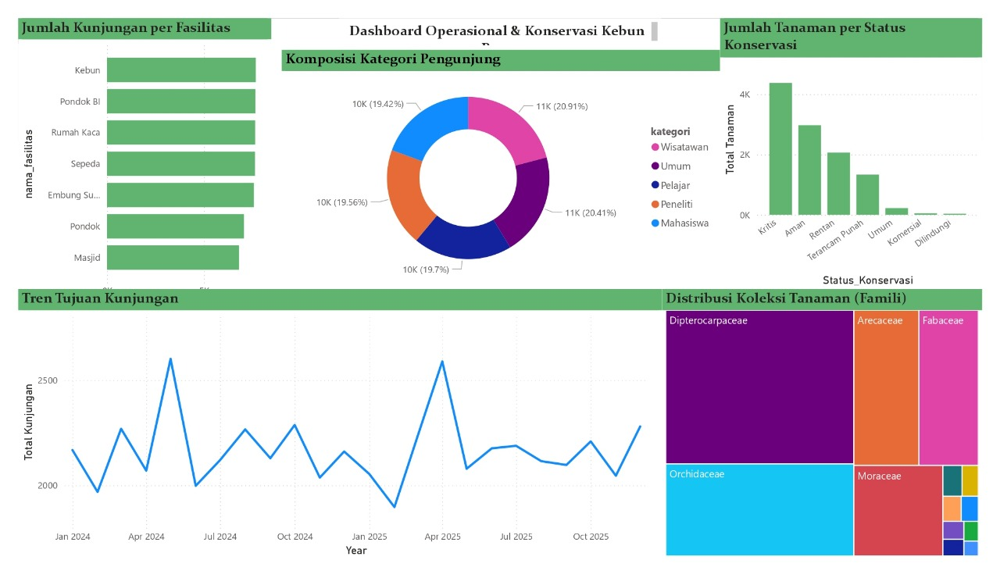 Jumlah Kunjungan per Fasilitas
nama_fasilitas
Kebun
Pondok BI
Rumah Kaca
Sepeda
Embung Su...
Pondok
Masjid
Dashboard Operasional & Konservasi Kebun
Komposisi Kategori Pengunjung
10K (19.42%)
11K (20.91%)
10K (19.56%)
11K (20.41%)
10K (19.7%)
kategori
Wisatawan
Umum
Pelajar
Peneliti
Mahasiswa
Jumlah Tanaman per Status
Konservasi
Total Tanaman
4K
2K
0K
Kritis
Aman
Rentan
Terancam Punah
Umum
Komersial
Dilindungi
Status_Konservasi
Tren Tujuan Kunjungan
Total Kunjungan
2500
2000
Jan 2024
Apr 2024
Jul 2024
Oct 2024
Jan 2025
Apr 2025
Jul 2025
Oct 2025
Year
Distribusi Koleksi Tanaman (Famili)
Dipterocarpaceae
Arecaceae
Fabaceae
Orchidaceae
Moraceae